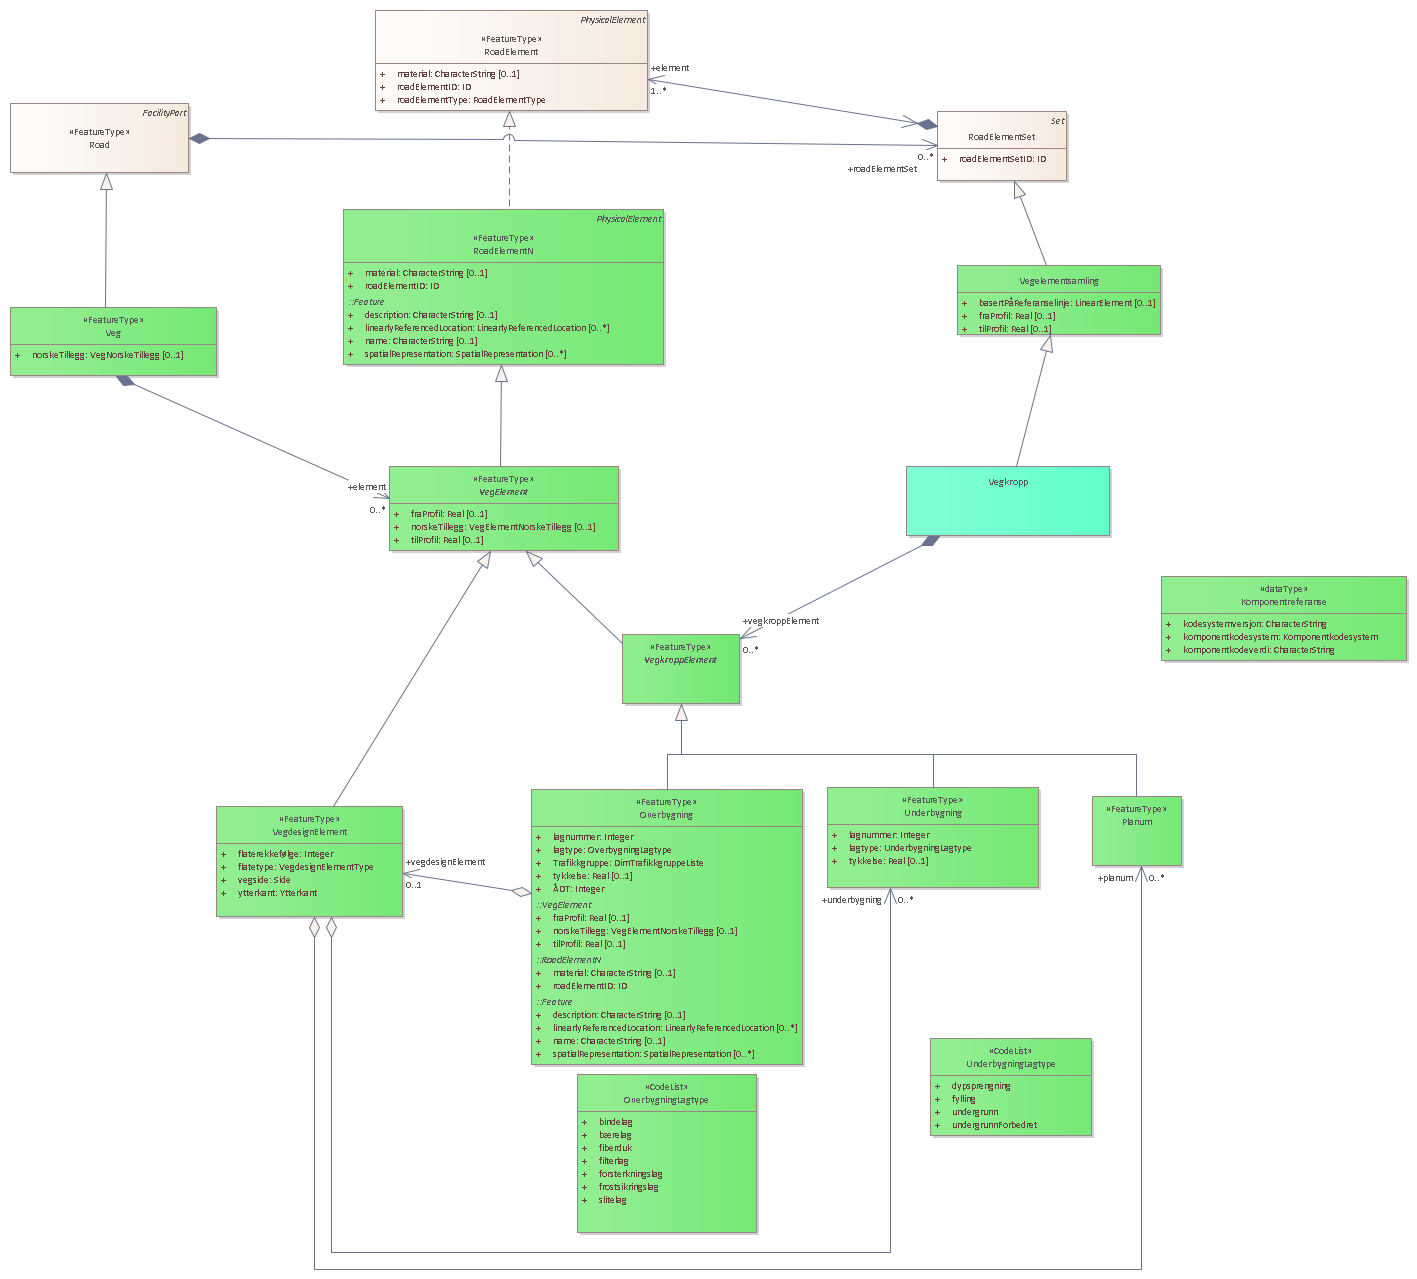 PhysicalElement
«FeatureType»
RoadElement
+ material: CharacterString [0..1]
+ roadElementID: ID
+ roadElementType: RoadElementType
+element
1..*
FacilityPart
«FeatureType»
Road
Set
RoadElementSet
+ roadElementSetID: ID
0..*
+roadElementSet
PhysicalElement
«FeatureType»
RoadElementN
+ material: CharacterString [0..1]
+ roadElementID: ID
::Feature
+ description: CharacterString [0..1]
+ linearlyReferencedLocation: LinearlyReferencedLocation [0..*]
+ name: CharacterString [0..1]
+ spatialRepresentation: SpatialRepresentation [0..*]
Vegelementsamling
+ basertPåReferanselinje: LinearElement [0..1]
+ fraProfil: Real [0..1]
+ tilProfil: Real [0..1]
«FeatureType»
Veg
+ norskeTillegg: VegNorskeTillegg [0..1]
+element
0..*
«FeatureType»
VegElement
+ fraProfil: Real [0..1]
+ norskeTillegg: VegElementNorskeTillegg [0..1]
+ tilProfil: Real [0..1]
Vegkropp
+vegkroppElement
0..*
«FeatureType»
VegkroppElement
«dataType»
Komponentreferanse
+ kodesystemversjon: CharacterString
+ komponentkodesystem: Komponentkodesystem
+ komponentkodeverdi: CharacterString
«FeatureType»
VegdesignElement
+ flaterekkefølge: Integer
+ flatetype: VegdesignElementType
+ vegside: Side
+ ytterkant: Ytterkant
+vegdesignElement
0..1
«FeatureType»
Overbygning
+ lagnummer: Integer
+ lagtype: OverbygningLagtype
+ Trafikkgruppe: DimTrafikkgruppeListe
+ tykkelse: Real [0..1]
+ ÅDT: Integer
::VegElement
+ fraProfil: Real [0..1]
+ norskeTillegg: VegElementNorskeTillegg [0..1]
+ tilProfil: Real [0..1]
::RoadElementN
+ material: CharacterString [0..1]
+ roadElementID: ID
::Feature
+ description: CharacterString [0..1]
+ linearlyReferencedLocation: LinearlyReferencedLocation [0..*]
+ name: CharacterString [0..1]
+ spatialRepresentation: SpatialRepresentation [0..*]
«FeatureType»
Underbygning
+ lagnummer: Integer
+ lagtype: UnderbygningLagtype
+ tykkelse: Real [0..1]
+underbygning
0..*
«FeatureType»
Planum
+planum
0..*
«CodeList»
UnderbygningLagtype
+ dypsprengning
+ fylling
+ undergrunn
+ undergrunnForbedret
«CodeList»
OverbygningLagtype
+ bindelag
+ bærelag
+ fiberduk
+ filterlag
+ forsterkningslag
+ frostsikringslag
+ slitelag